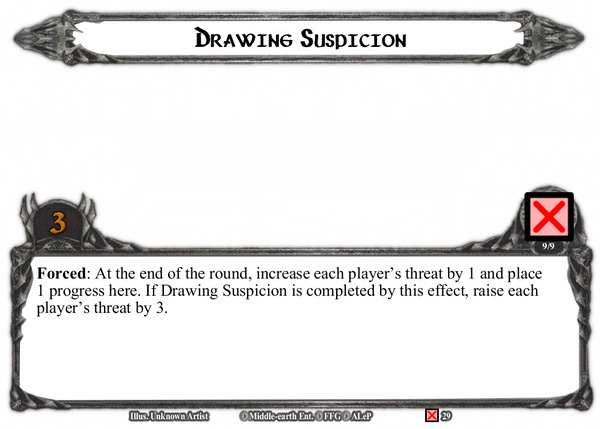 Drawing Suspicion
3
9/9
Forced: At the end of the round, increase each player’s threat by 1 and place
1 progress here. If Drawing Suspicion is completed by this effect, raise each
player’s threat by 3.
Illus. Unknown Artist © Middle-earth Ent. © FFG © ALeP 29